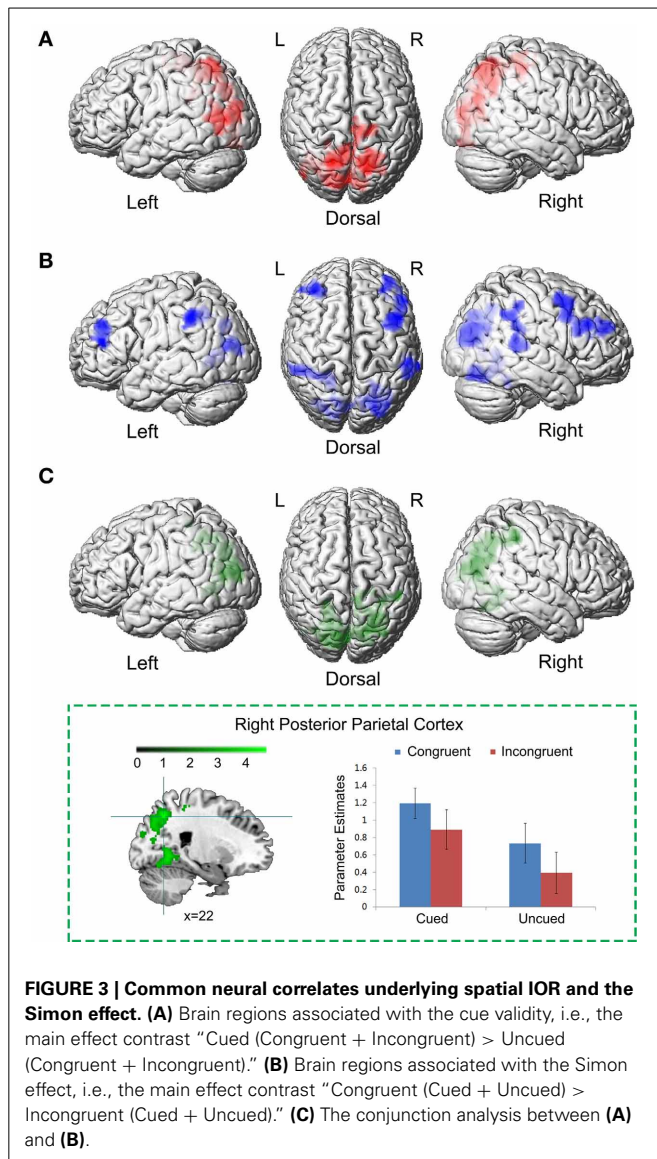 A
L
R
Left
Dorsal
Right
B
L
R
Left
Dorsal
Right
C
L
R
Left
Dorsal
Right
Right Posterior Parietal Cortex
0 1 2 3 4
x=22
Congruent Incongruent
Parameter Estimates
1.6
1.4
1.2
1
0.8
0.6
0.4
0.2
0
Cued Uncued
FIGURE 3 | Common neural correlates underlying spatial IOR and the
Simon effect. (A) Brain regions associated with the cue validity, i.e., the
main effect contrast “Cued (Congruent + Incongruent) > Uncued
(Congruent + Incongruent).” (B) Brain regions associated with the Simon
effect, i.e., the main effect contrast “Congruent (Cued + Uncued) >
Incongruent (Cued + Uncued).” (C) The conjunction analysis between (A)
and (B).